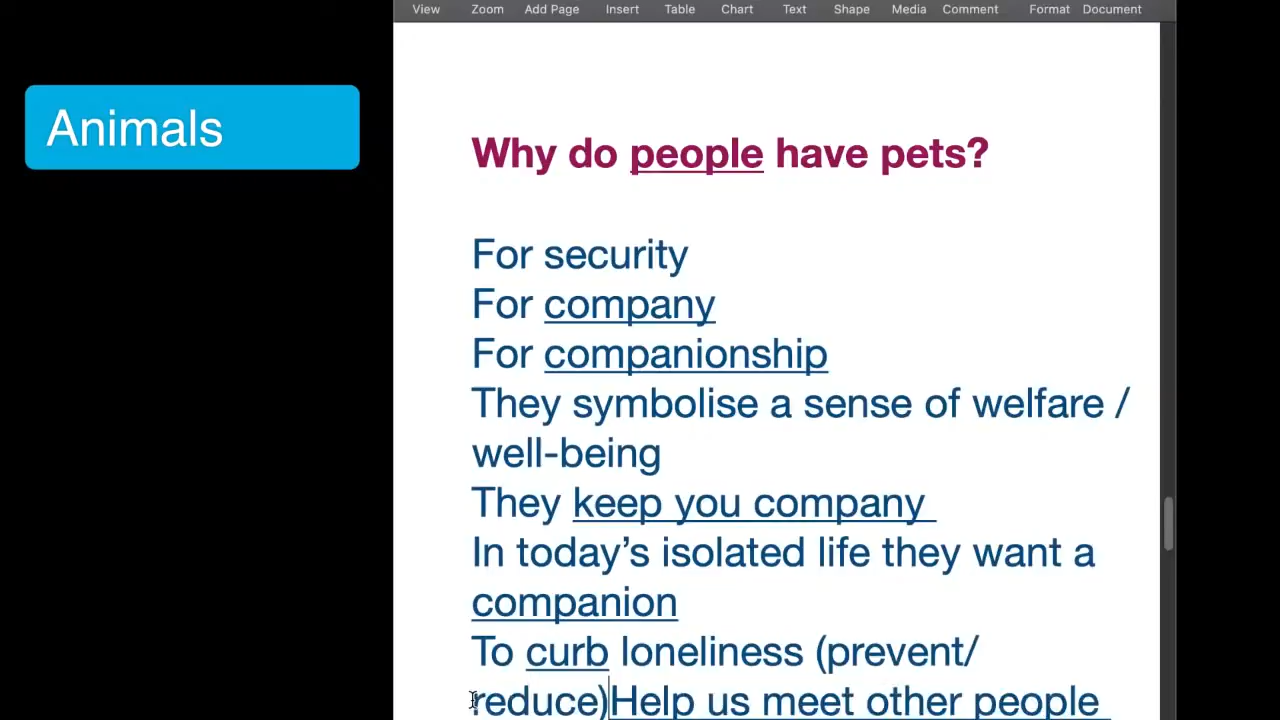 View Zoom Add Page Insert Table Chart Text Shape Media Comment Format Document
Animals
Why do people have pets?
For security
For company
For companionship
They symbolise a sense of welfare /
well-being
They keep you company
In today’s isolated life they want a
companion
To curb loneliness (prevent/
reduce)Help us meet other people